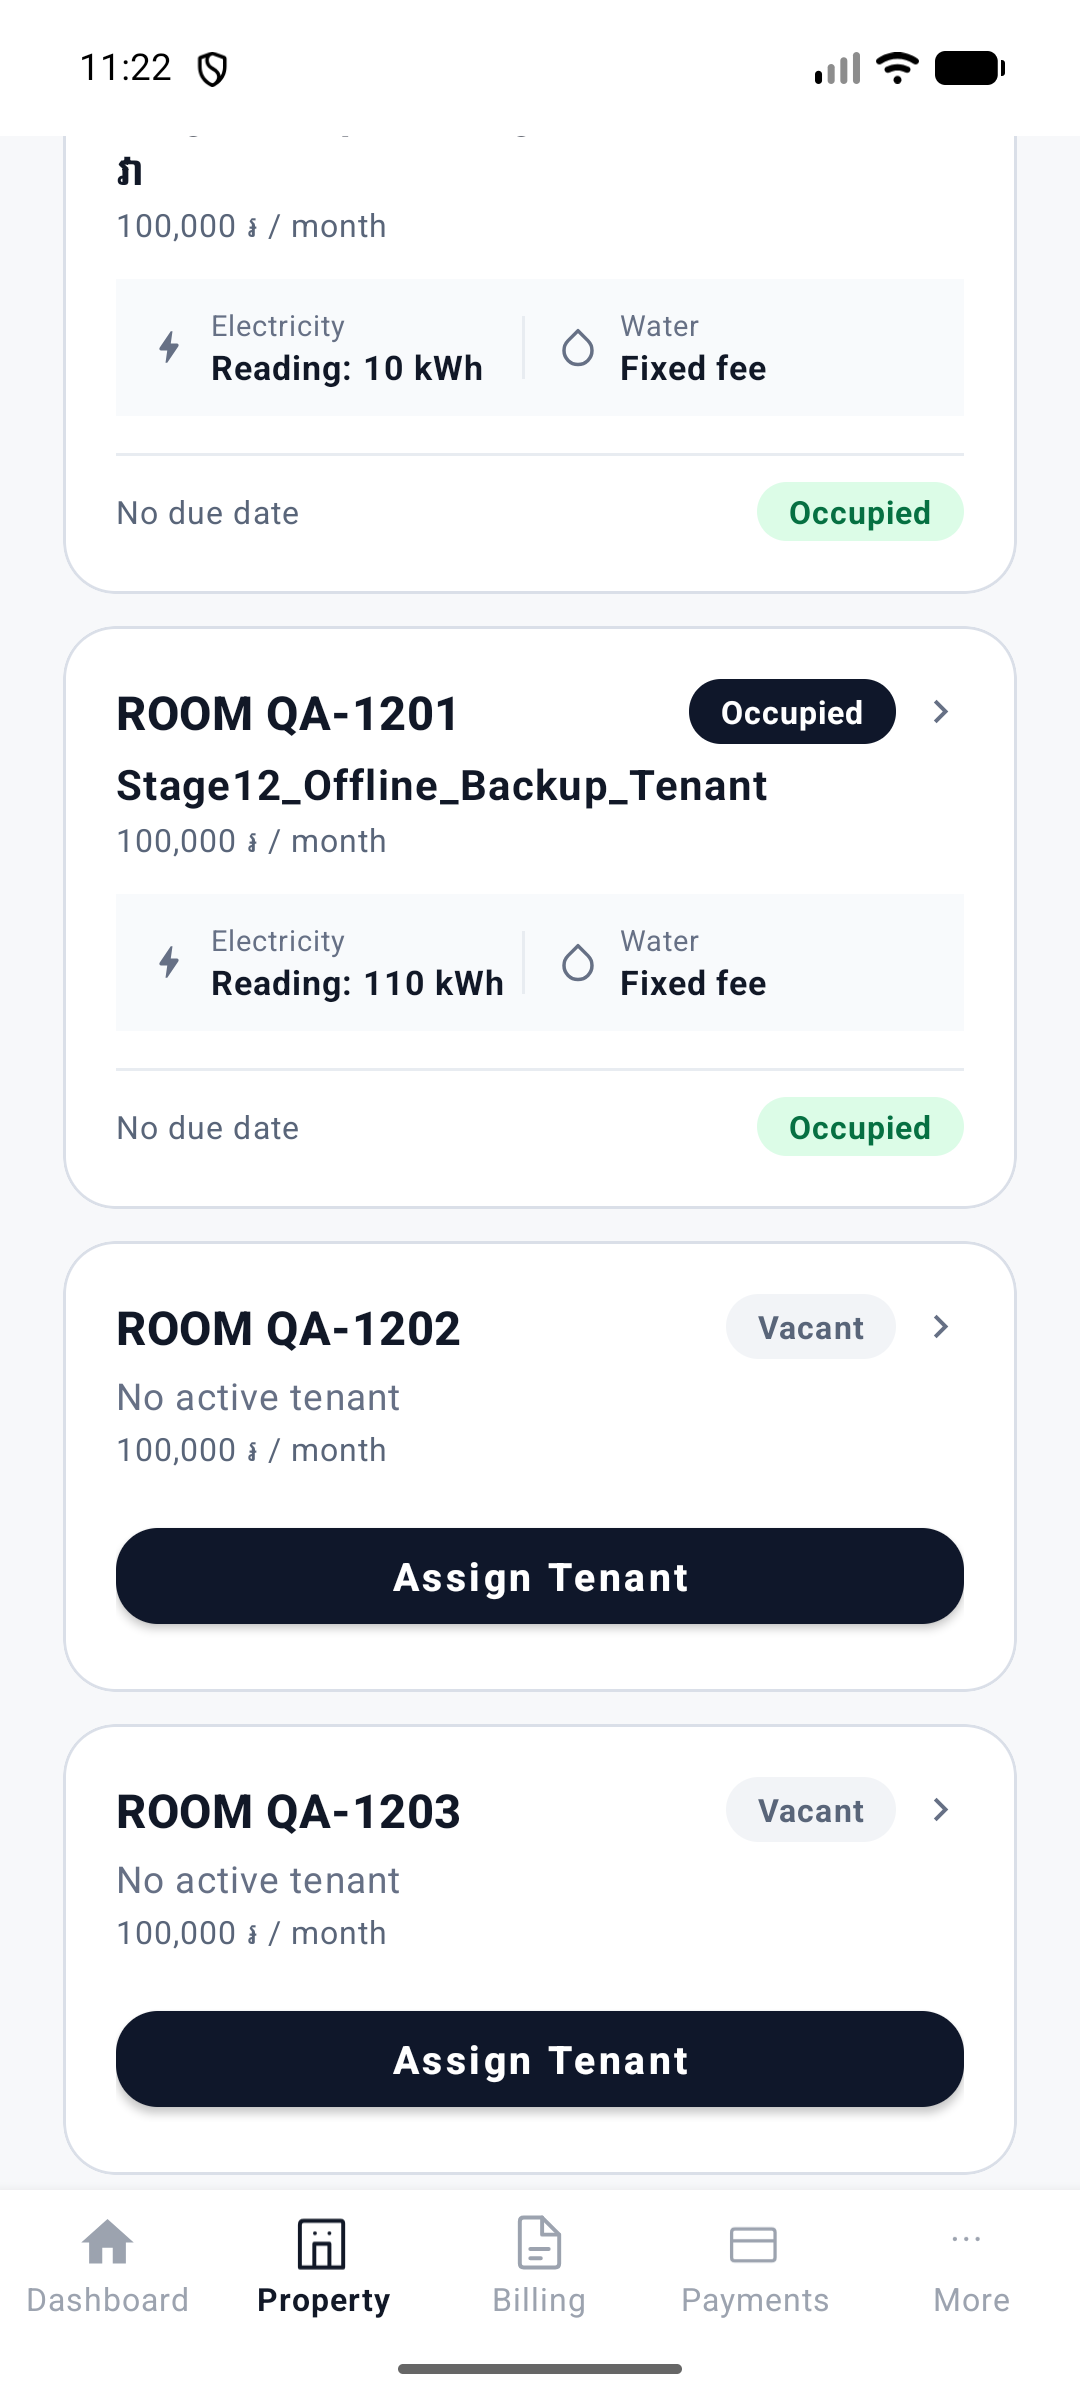 11:22
វា
100,000 ៛ / month
Electricity
Reading: 10 kWh
Water
Fixed fee
No due date
Occupied
ROOM QA-1201
Occupied
Stage12_Offline_Backup_Tenant
100,000 ៛ / month
Electricity
Reading: 110 kWh
Water
Fixed fee
No due date
Occupied
ROOM QA-1202
Vacant
No active tenant
100,000 ៛ / month
Assign Tenant
ROOM QA-1203
Vacant
No active tenant
100,000 ៛ / month
Assign Tenant
Dashboard
Property
Billing
Payments
More